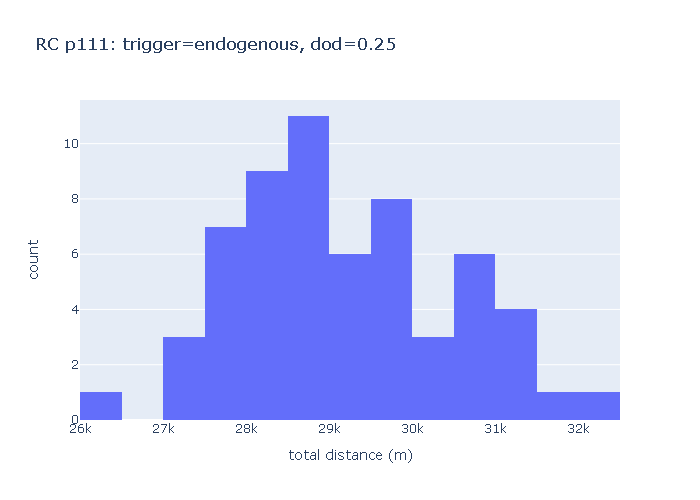 RC p111: trigger=endogenous, dod=0.25
10
8
6
4
2
0
count
26k 27k 28k 29k 30k 31k 32k
total distance (m)